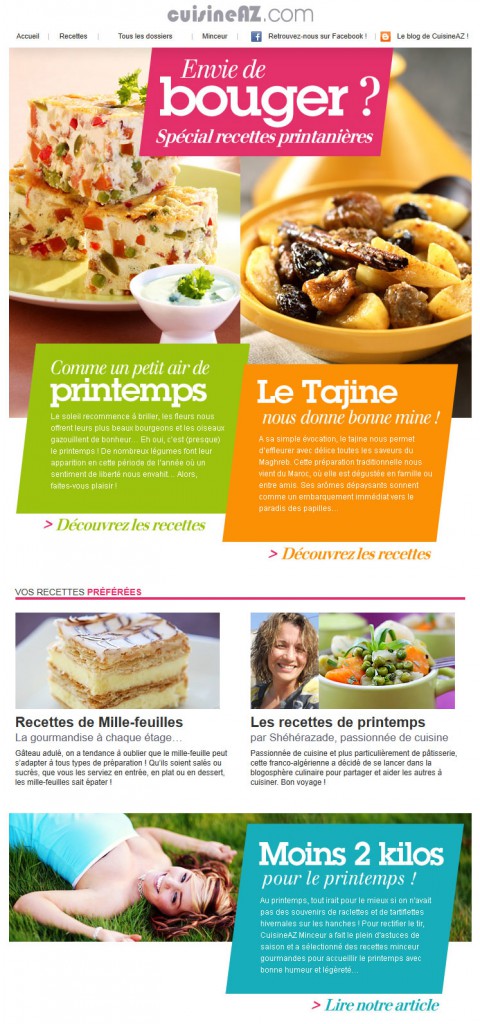 cuisineAZ.com
Accueil | Recettes | Tous les dossiers | Minceur | Retrouvez-nous sur Facebook ! | Le blog de CuisineAZ !
Envie de
bouger ?
Spécial recettes printanières
Comme un petit air de
printemps
Le soleil recommence à briller, les fleurs nous
offrent leurs plus beaux bourgeons et les oiseaux
gazouillent de bonheur... Eh oui, c'est (presque)
le printemps ! De nombreux légumes font leur
apparition en cette période de l'année où un
sentiment de liberté nous envahit... Alors,
faites-vous plaisir !
> Découvrez les recettes
Le Tajine
nous donne bonne mine !
A sa simple évocation, le tajine nous permet
d'effleurer avec délice toutes les saveurs du
Maghreb. Cette préparation traditionnelle nous
vient du Maroc, où elle est dégustée en famille ou
entre amis. Ses arômes dépaysants sonnent
comme un embarquement immédiat vers le
paradis des papilles...
> Découvrez les recettes
VOS RECETTES PRÉFÉRÉES
Recettes de Mille-feuilles
La gourmandise à chaque étage…
Gâteau adulé, on a tendance à oublier que le mille-feuille peut
s'adapter à tous types de préparation ! Qu'ils soient salés ou
sucrés, que vous les serviez en entrée, en plat ou en dessert,
les mille-feuilles sait épater !
Les recettes de printemps
par Shéhérazade, passionnée de cuisine
Passionnée de cuisine et plus particulièrement de pâtisserie,
cette franco-algérienne a décidé de se lancer dans la
blogosphère culinaire pour partager et aider les autres à
cuisiner. Bon voyage !
Moins 2 kilos
pour le printemps !
Au printemps, tout irait pour le mieux si on n'avait
pas des souvenirs de raclettes et de tartiflettes
hivernales sur les hanches ! Pour rectifier le tir,
CuisineAZ Minceur a fait le plein d'astuces de
saison et a sélectionné des recettes minceur
gourmandes pour accueillir le printemps avec
bonne humeur et légèreté...
> Lire notre article